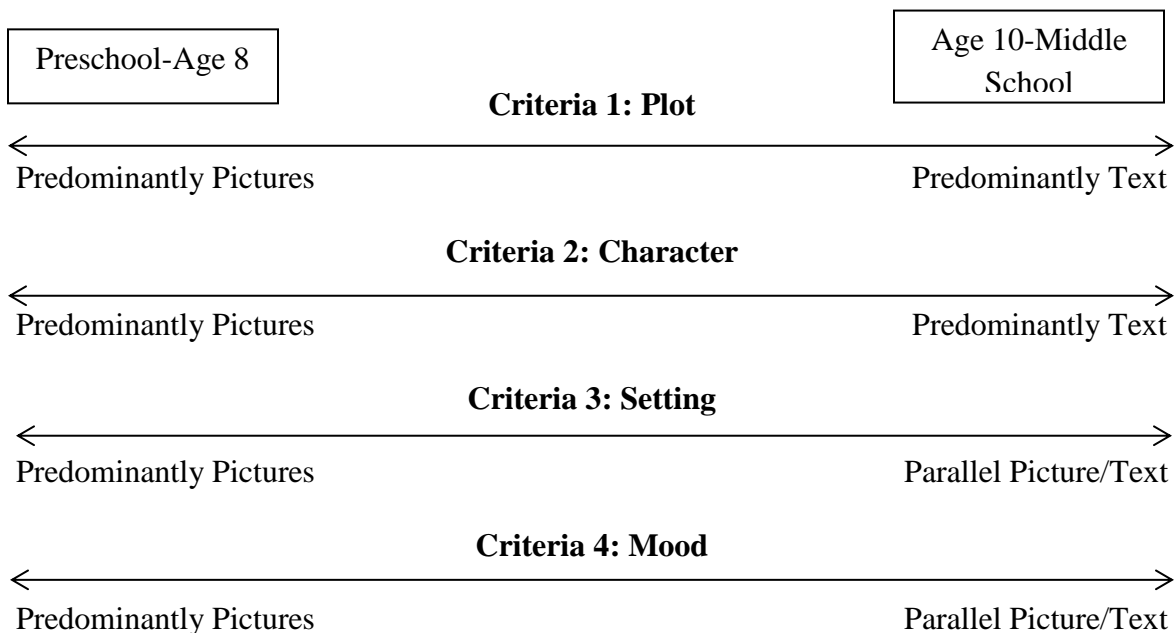 Preschool-Age 8
Age 10-Middle
School
Criteria 1: Plot
Predominantly Pictures
Predominantly Text
Criteria 2: Character
Predominantly Pictures
Predominantly Text
Criteria 3: Setting
Predominantly Pictures
Parallel Picture/Text
Criteria 4: Mood
Predominantly Pictures
Parallel Picture/Text